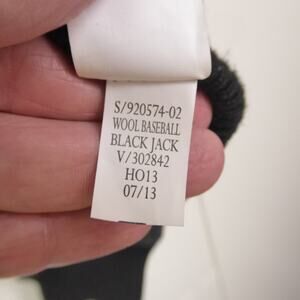 S/920574-02
WOOL BASEBALL
BLACK JACK
V/302842
HO13
07/13